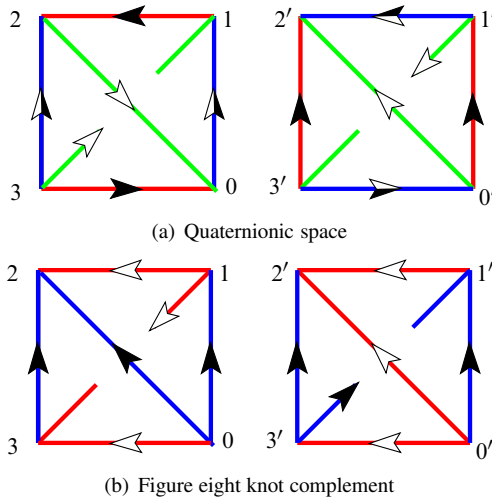 2 1 2′ 1′
3 0 3′ 0′
(a) Quaternionic space
2 1 2′ 1′
3 0 3′ 0′
(b) Figure eight knot complement